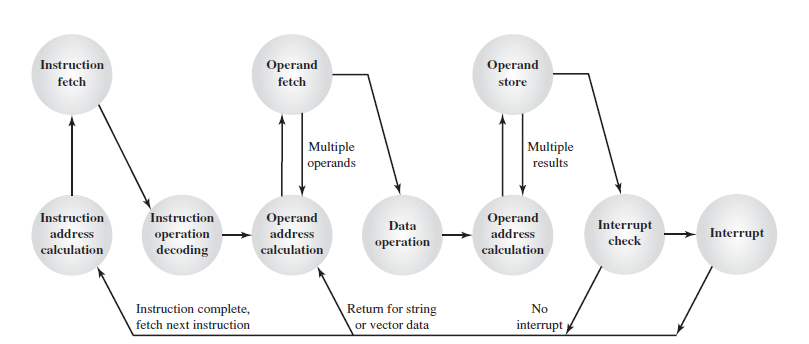 Instruction
fetch
Operand
fetch
Operand
store
Multiple
operands
Multiple
results
Instruction
address
calculation
Instruction
operation
decoding
Operand
address
calculation
Data
operation
Operand
address
calculation
Interrupt
check
Interrupt
Instruction complete,
fetch next instruction
Return for string
or vector data
No
interrupt